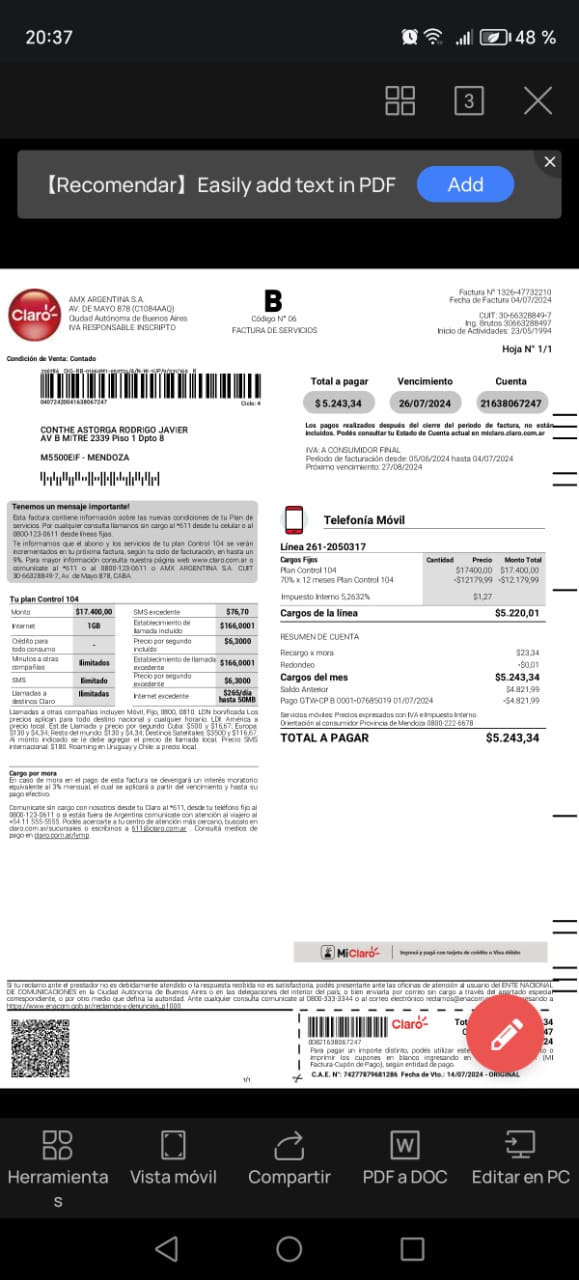 20:37
48 %
3
【Recomendar】 Easily add text in PDF
Add
Claro
AMX ARGENTINA S.A.
AV. DE MAYO 878 (C1084AAQ)
Ciudad Autónoma de Buenos Aires
IVA RESPONSABLE INSCRIPTO
B
Código N° 06
FACTURA DE SERVICIOS
Factura N° 1326-47732210
Fecha de Factura 04/07/2024
CUIT: 30-66328849-7
Ing. Brutos 30663288497
Inicio de Actividades: 23/05/1994
Hoja N° 1/1
Condición de Venta: Contado
04072420041638067247
Ciclo: 4
Total a pagar
Vencimiento
Cuenta
$ 5.243,34
26/07/2024
21638067247
Los pagos realizados después del cierre del período de factura, no están
incluidos. Podés consultar tu Estado de Cuenta actual en miclaro.claro.com.ar
CONTHE ASTORGA RODRIGO JAVIER
AV B MITRE 2339 Piso 1 Dpto 8
M5500EIF - MENDOZA
IVA: A CONSUMIDOR FINAL
Período de facturación desde: 05/06/2024 hasta 04/07/2024
Próximo vencimiento: 27/08/2024
Tenemos un mensaje importante!
Esta factura contiene información sobre las nuevas condiciones de tu Plan de
servicios. Por cualquier consulta llamanos sin cargo al *611 desde tu celular o al
0800-123-0611 desde líneas fijas.
Te informamos que el abono y los servicios de tu plan Control 104 se verán
incrementados en tu próxima factura, según tu ciclo de facturación, en hasta un
9%. Para mayor información consulta nuestra página web www.claro.com.ar o
comunicate al *611 o al 0800-123-0611 o AMX ARGENTINA S.A. CUIT
30-66328849-7, Av. de Mayo 878, CABA.
Tu plan Control 104
Monto $17.400,00 SMS excedente $76,70
Internet 1GB Establecimiento de llamada incluido $166,0001
Crédito para todo consumo - Precio por segundo incluido $6,3000
Minutos a otras compañías Ilimitados Establecimiento de llamada excedente $166,0001
SMS Ilimitado Precio por segundo excedente $6,3000
Llamadas a destinos Claro Ilimitadas Internet excedente $265/día hasta 50MB
Llamadas a otras compañías incluyen Móvil, Fijo, 0800, 0810. LDN bonificada Los
precios aplican para todo destino nacional y cualquier horario. LDI: América a
precio local. Est.de Llamada y precio por segundo: Cuba: $500 y $16,67, Europa:
$130 y $4,34; Resto del mundo: $130 y $4,34, Destinos Satelitales: $3500 y $116,67.
Al monto indicado se le debe agregar el precio de llamada local. Precio SMS
internacional: $180. Roaming en Uruguay y Chile: a precio local.
Cargo por mora
En caso de mora en el pago de esta factura se devengará un interés moratorio
equivalente al 3% mensual, el cual se aplicará a partir del vencimiento y hasta su
pago efectivo.
Comunicate sin cargo con nosotros desde tu Claro al *611, desde tu teléfono fijo al
0800-123-0611 o si estás fuera de Argentina comunicate con atención al viajero al
+54 11 555-5555. Podés acercarte a tu centro de atención más cercano, buscalo en
claro.com.ar/sucursales o escribinos a 611@claro.com.ar . Consultá medios de
pago en claro.com.ar/lvmp.
Telefonía Móvil
Línea 261-2050317
Cargos Fijos Cantidad Precio Monto Total
Plan Control 104 $17400,00 $17.400,00
70% x 12 meses Plan Control 104 -$12179,99 -$12.179,99
Impuesto Interno 5,2632% $1,27
Cargos de la línea $5.220,01
RESUMEN DE CUENTA
Recargo x mora $23,34
Redondeo -$0,01
Cargos del mes $5.243,34
Saldo Anterior $4.821,99
Pago GTW-CP B 0001-07685019 01/07/2024 -$4.821,99
Servicios móviles: Precios expresados con IVA e Impuesto Interno.
Orientación al consumidor Provincia de Mendoza 0800-222-6678
TOTAL A PAGAR $5.243,34
MiClaro
Ingresá y pagá con tarjeta de crédito o Visa débito
Si tu reclamo ante el prestador no es debidamente atendido o la respuesta recibida no es satisfactoria, podés presentarte ante las oficinas de atención al usuario del ENTE NACIONAL
DE COMUNICACIONES en la Ciudad Autónoma de Buenos Aires o en las delegaciones del interior del país; o bien enviarla por correo sin cargo a través del apartado especial
correspondiente, o por otro medio que defina la autoridad. Ante cualquier consulta comunicate al 0800-333-3344 o al correo electrónico reclamos@enacom
https://www.enacom.gob.ar/reclamos-y-denuncias_p1000
1/1
Claro
00821638067247
Para pagar un importe distinto, podés utilizar este
imprimir los cupones en blanco ingresando en (MI
Factura-Cupón de Pago), según entidad de pago.
C.A.E. N°: 74277879681286 Fecha de Vto.: 14/07/2024 - ORIGINAL
Herramientas
Vista móvil
Compartir
W
PDF a DOC
Editar en PC